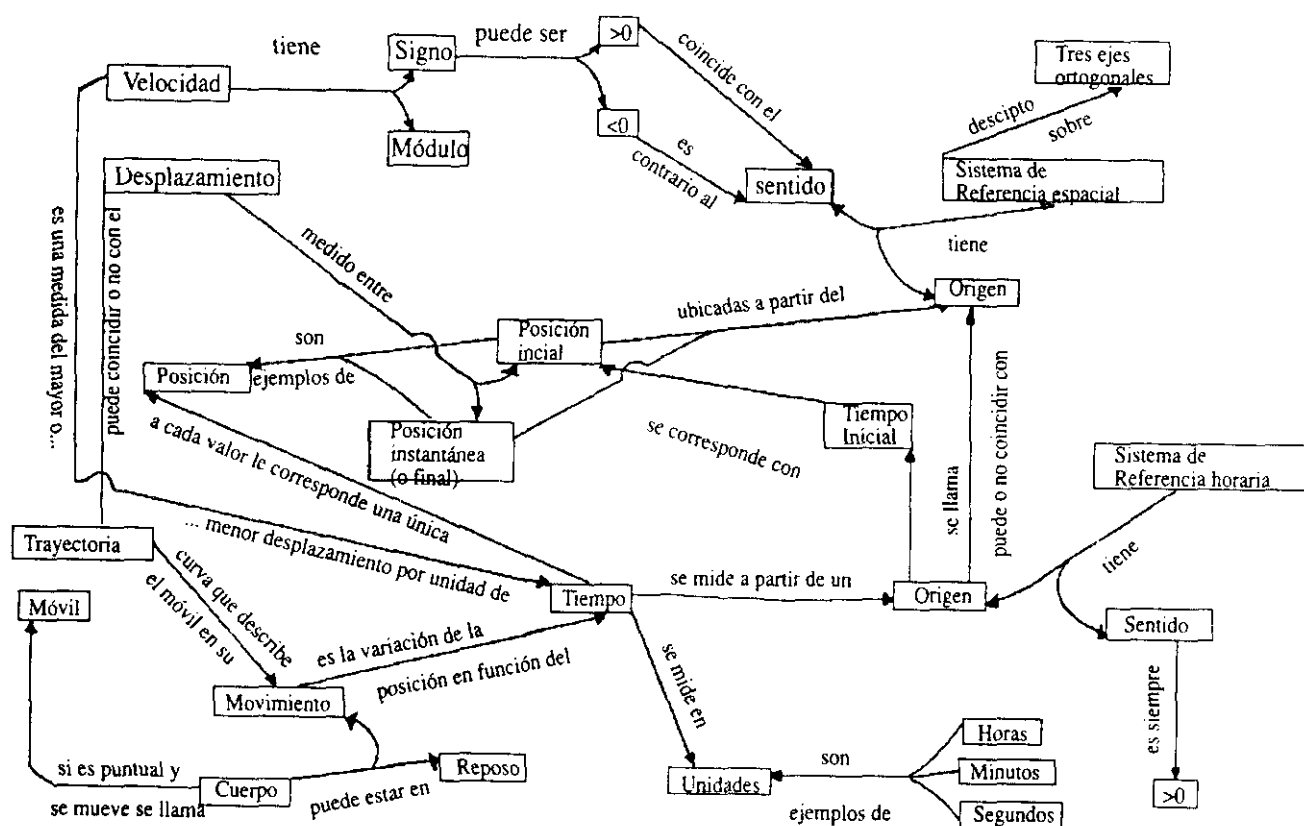 tiene
Signo
puede ser
>0
coincide con el
Tres ejes
ortogonales
Velocidad
Módulo
<0
es
contrario al
descipto
sobre
Desplazamiento
sentido
Sistema de
Referencia espacial
tiene
es una medida del mayor o...
puede coincidir o no con el
medido entre
ubicadas a partir del
Origen
son
Posición
incial
Posición
ejemplos de
Posición
instantánea
(o final)
se corresponde con
Tiempo
Inicial
se llama
puede o no coincidir con
Sistema de
Referencia horaria
a cada valor le corresponde una única
... menor desplazamiento por unidad de
Trayectoria
curva que describe
el móvil en su
Móvil
Tiempo
se mide a partir de un
Origen
tiene
Sentido
es la variación de la
posición en función del
Movimiento
se mide en
es siempre
>0
si es puntual y
se mueve se llama
Cuerpo
puede estar en
Reposo
Unidades
son
ejemplos de
Horas
Minutos
Segundos